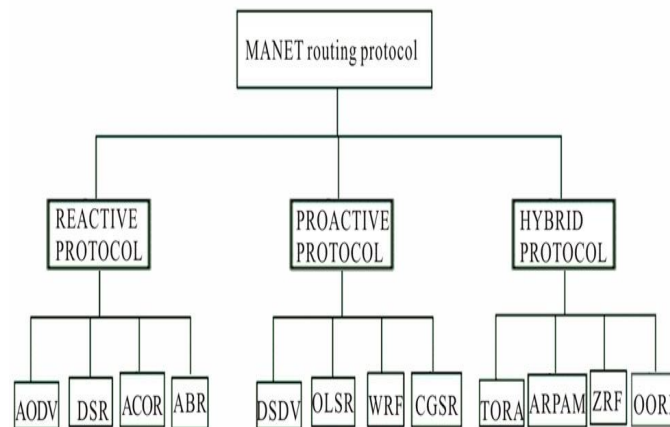 MANET routing protocol
REACTIVE
PROTOCOL
PROACTIVE
PROTOCOL
HYBRID
PROTOCOL
AODV
DSR
ACOR
ABR
DSDV
OLSR
WRF
CGSR
TORA
ARPAM
ZRF